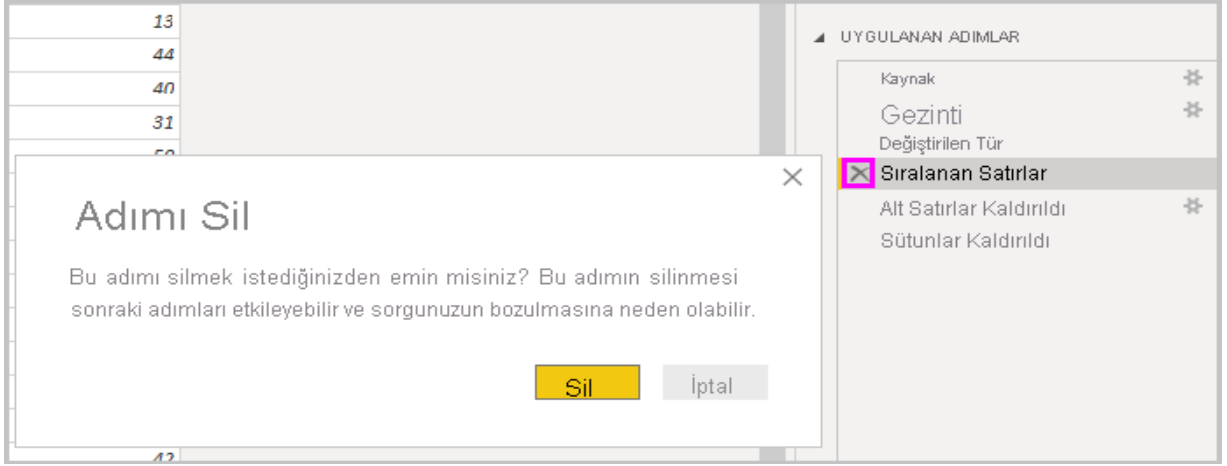 13
44
40
31
UYGULANAN ADIMLAR
Kaynak
Gezinti
Değiştirilen Tür
Sıralanan Satırlar
Alt Satırlar Kaldırıldı
Sütunlar Kaldırıldı
Adımı Sil
Bu adımı silmek istediğinizden emin misiniz? Bu adımın silinmesi
sonraki adımları etkileyebilir ve sorgunuzun bozulmasına neden olabilir.
Sil
İptal
42